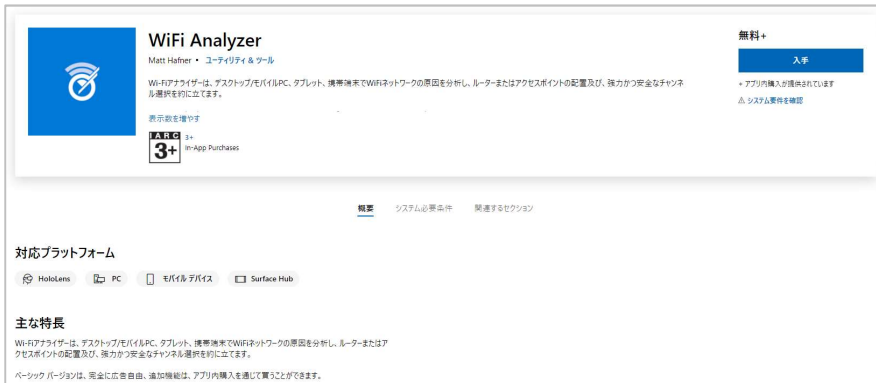 WiFi Analyzer
Matt Hafner • ユーティリティ & ツール
Wi-Fiアナライザーは、デスクトップ/モバイルPC、タブレット、携帯端末でWiFiネットワークの原因を分析し、ルーターまたはアクセスポイントの配置及び、強力かつ安全なチャンネ
ル選択を約に立てます。
表示数を増やす
IARC
3+
3+
In-App Purchases
無料+
入手
+ アプリ内購入が提供されています
システム要件を確認
概要 システム必要条件 関連するセクション
対応プラットフォーム
HoloLens PC モバイル デバイス Surface Hub
主な特長
Wi-Fiアナライザーは、デスクトップ/モバイルPC、タブレット、携帯端末でWiFiネットワークの原因を分析し、ルーターまたはア
クセスポイントの配置及び、強力かつ安全なチャンネル選択を約に立てます。
ベーシック バージョンは、完全に広告自由、追加機能は、アプリ内購入を通じて買うことができます。